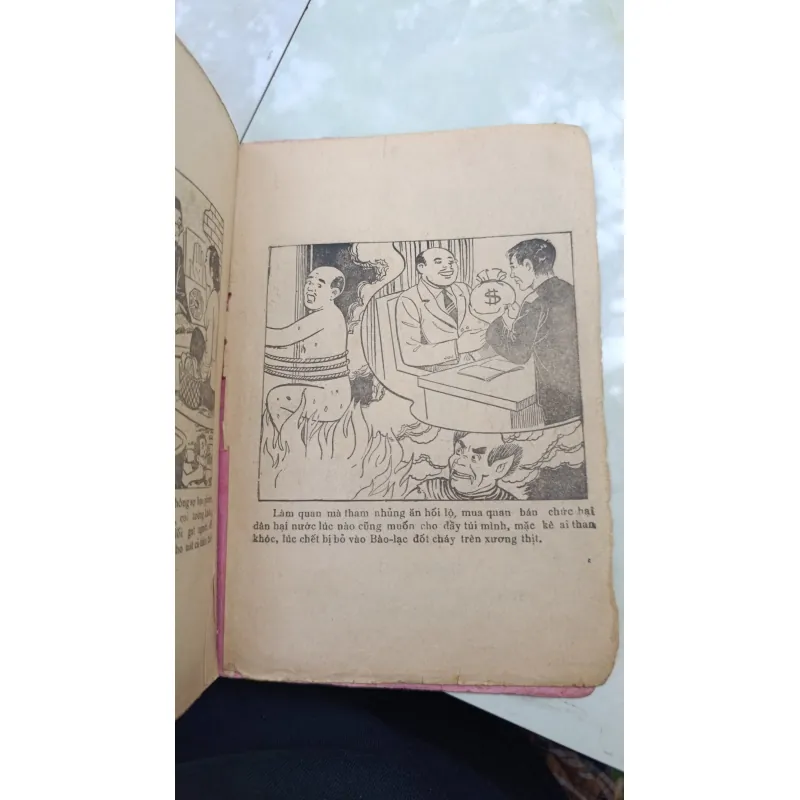 $
Làm quan mà tham nhũng ăn hối lộ, mua quan bán chức hại
dân hại nước lúc nào cũng muốn cho đầy túi mình, mặc kê ai than
khóc, lúc chết bị bỏ vào Bào-lạc đốt cháy trên xương thịt.